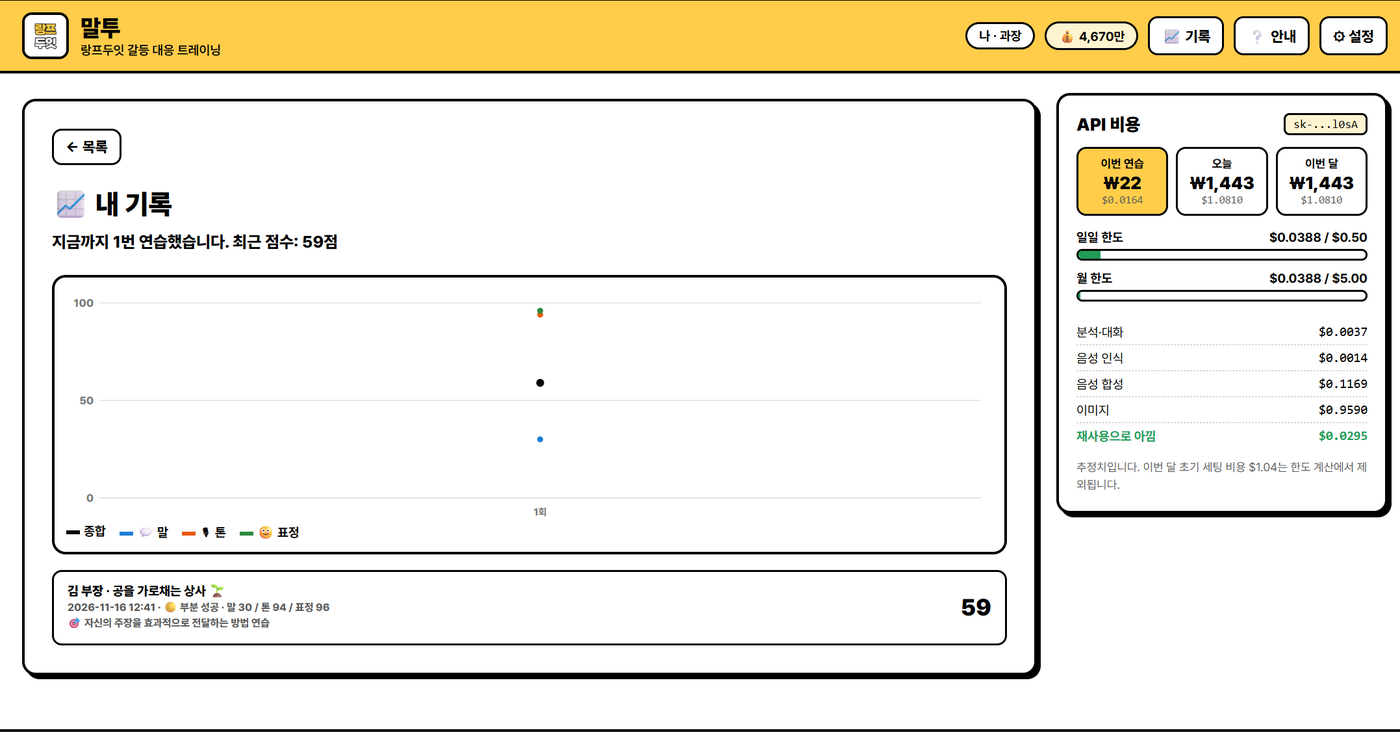 랑프
두잇
말투
랑프두잇 갈등 대응 트레이닝
나 · 과장
💰 4,670만
📈 기록
❔ 안내
⚙ 설정
← 목록
📈 내 기록
지금까지 1번 연습했습니다. 최근 점수: 59점
100
50
0
1회
종합
💬 말
🎙 톤
🙂 표정
김 부장 · 공을 가로채는 상사 🌱
2026-11-16 12:41 · 🟡 부분 성공 · 말 30 / 톤 94 / 표정 96
🎯 자신의 주장을 효과적으로 전달하는 방법 연습
59
API 비용
sk-...l0sA
이번 연습
₩22
$0.0164
오늘
₩1,443
$1.0810
이번 달
₩1,443
$1.0810
일일 한도 $0.0388 / $0.50
월 한도 $0.0388 / $5.00
분석·대화 $0.0037
음성 인식 $0.0014
음성 합성 $0.1169
이미지 $0.9590
재사용으로 아낌 $0.0295
추정치입니다. 이번 달 초기 세팅 비용 $1.04는 한도 계산에서 제
외됩니다.